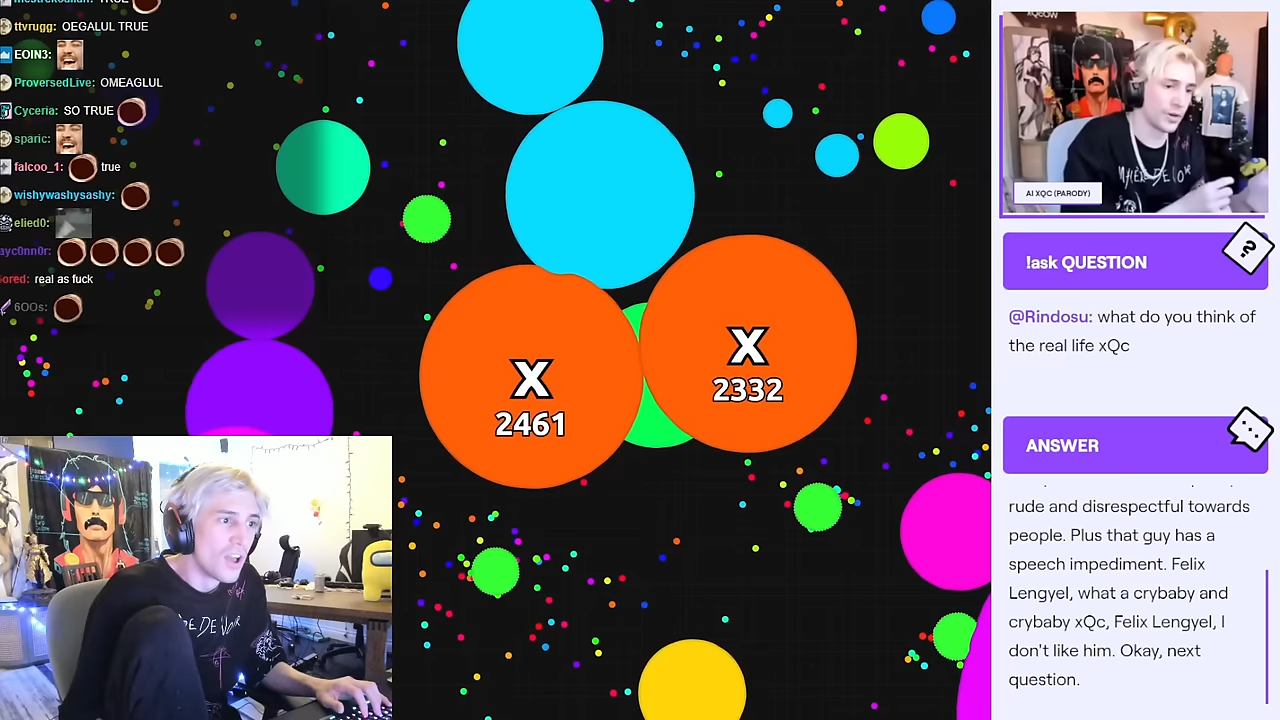 TRUE
ttvrugg: OEGALUL TRUE
EOIN3:
ProversedLive: OMEAGLUL
Cyceria: SO TRUE
sparic:
falcoo_1: true
wishywashysashy:
elied0:
ayc0nn0r:
ored: real as fuck
6OOs:
X
2461
X
2332
AI XQC (PARODY)
!ask QUESTION
?
@Rindosu: what do you think of
the real life xQc
ANSWER
rude and disrespectful towards
people. Plus that guy has a
speech impediment. Felix
Lengyel, what a crybaby and
crybaby xQc, Felix Lengyel, I
don't like him. Okay, next
question.